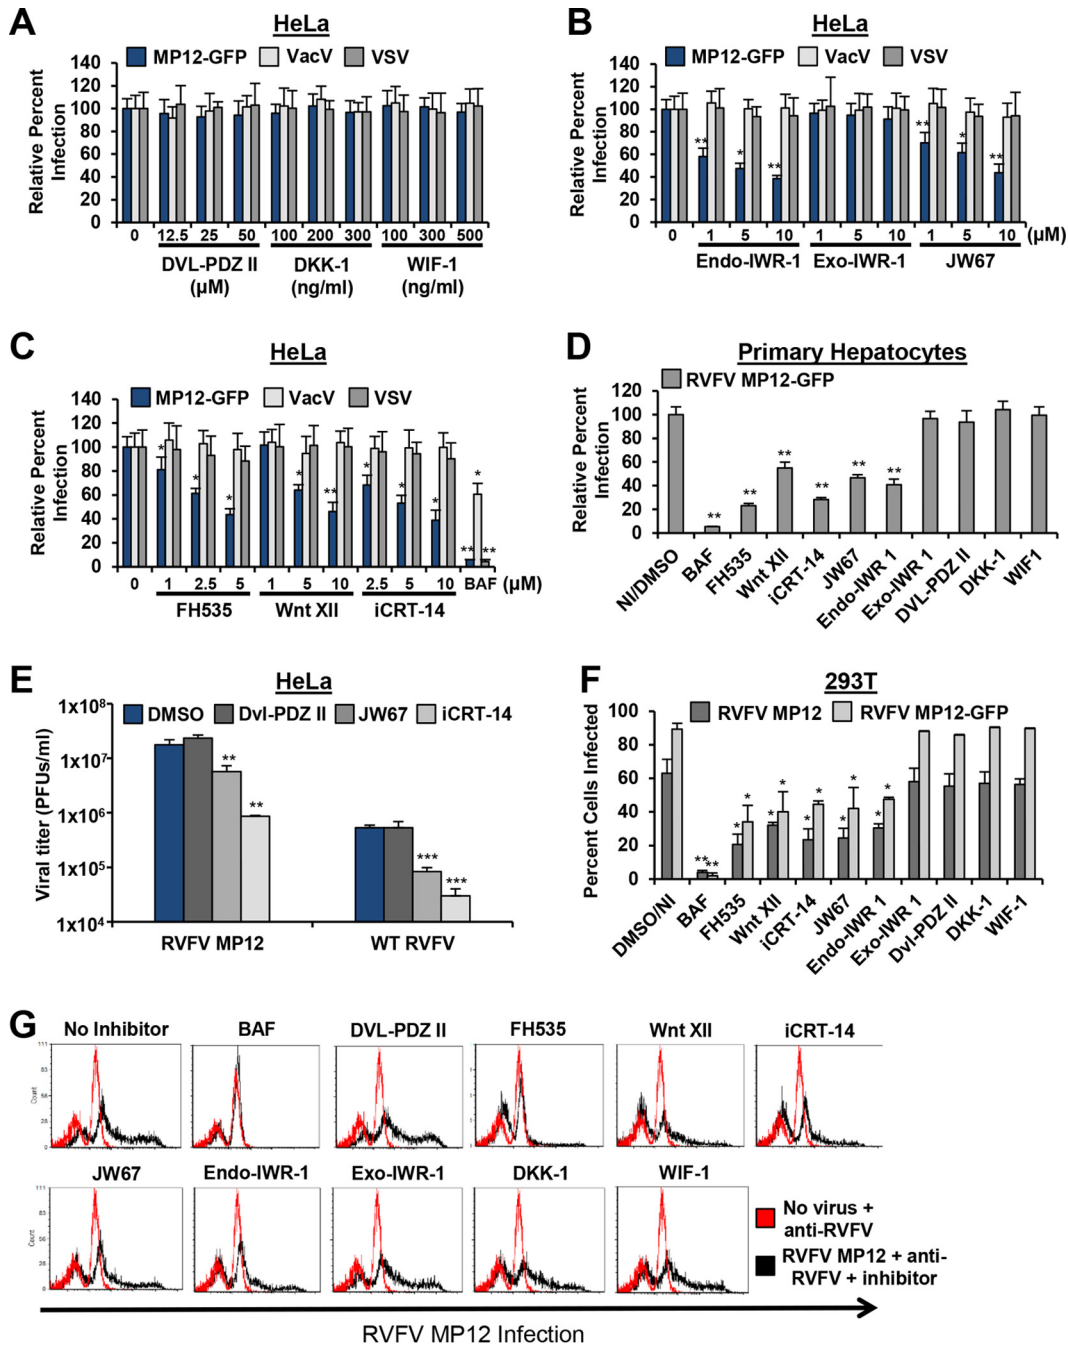 A
HeLa
MP12-GFP VacV VSV
Relative Percent
Infection
140
120
100
80
60
40
20
0
0 12.5 25 50 100 200 300 100 300 500
DVL-PDZ II DKK-1 WIF-1
(µM) (ng/ml) (ng/ml)
B
HeLa
MP12-GFP VacV VSV
Relative Percent
Infection
140
120
100
80
60
40
20
0
** * ** ** * **
0 1 5 10 1 5 10 1 5 10 (µM)
Endo-IWR-1 Exo-IWR-1 JW67
C
HeLa
MP12-GFP VacV VSV
Relative Percent
Infection
140
120
100
80
60
40
20
0
* * * * ** * * * ** * **
0 1 2.5 5 1 5 10 2.5 5 10 BAF (µM)
FH535 Wnt XII iCRT-14
D
Primary Hepatocytes
RVFV MP12-GFP
Relative Percent
Infection
120
100
80
60
40
20
0
** ** ** ** ** **
NI/DMSO
BAF
FH535
Wnt XII
iCRT-14
JW67
Endo-IWR 1
Exo-IWR 1
DVL-PDZ II
DKK-1
WIF1
E
HeLa
DMSO Dvl-PDZ II JW67 iCRT-14
Viral titer (PFUs/ml)
1x10⁸
1x10⁷
1x10⁶
1x10⁵
1x10⁴
** ** *** ***
RVFV MP12 WT RVFV
F
293T
RVFV MP12 RVFV MP12-GFP
Percent Cells Infected
100
80
60
40
20
0
** ** * * * * * * * * * *
DMSO/NI
BAF
FH535
Wnt XII
iCRT-14
JW67
Endo-IWR 1
Exo-IWR 1
Dvl-PDZ II
DKK-1
WIF-1
G
No Inhibitor BAF DVL-PDZ II FH535 Wnt XII iCRT-14
Count
111
83
56
28
0
JW67 Endo-IWR-1 Exo-IWR-1 DKK-1 WIF-1
Count
111
83
56
28
0
No virus +
anti-RVFV
RVFV MP12 + anti-
RVFV + inhibitor
RVFV MP12 Infection